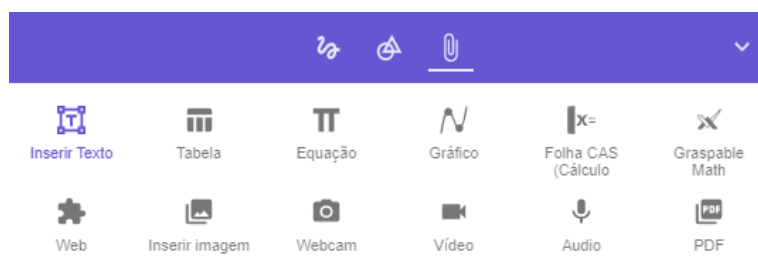 Inserir Texto
Tabela
Equação
Gráfico
Folha CAS
(Cálculo
Graspable
Math
Web
Inserir imagem
Webcam
Vídeo
Audio
PDF